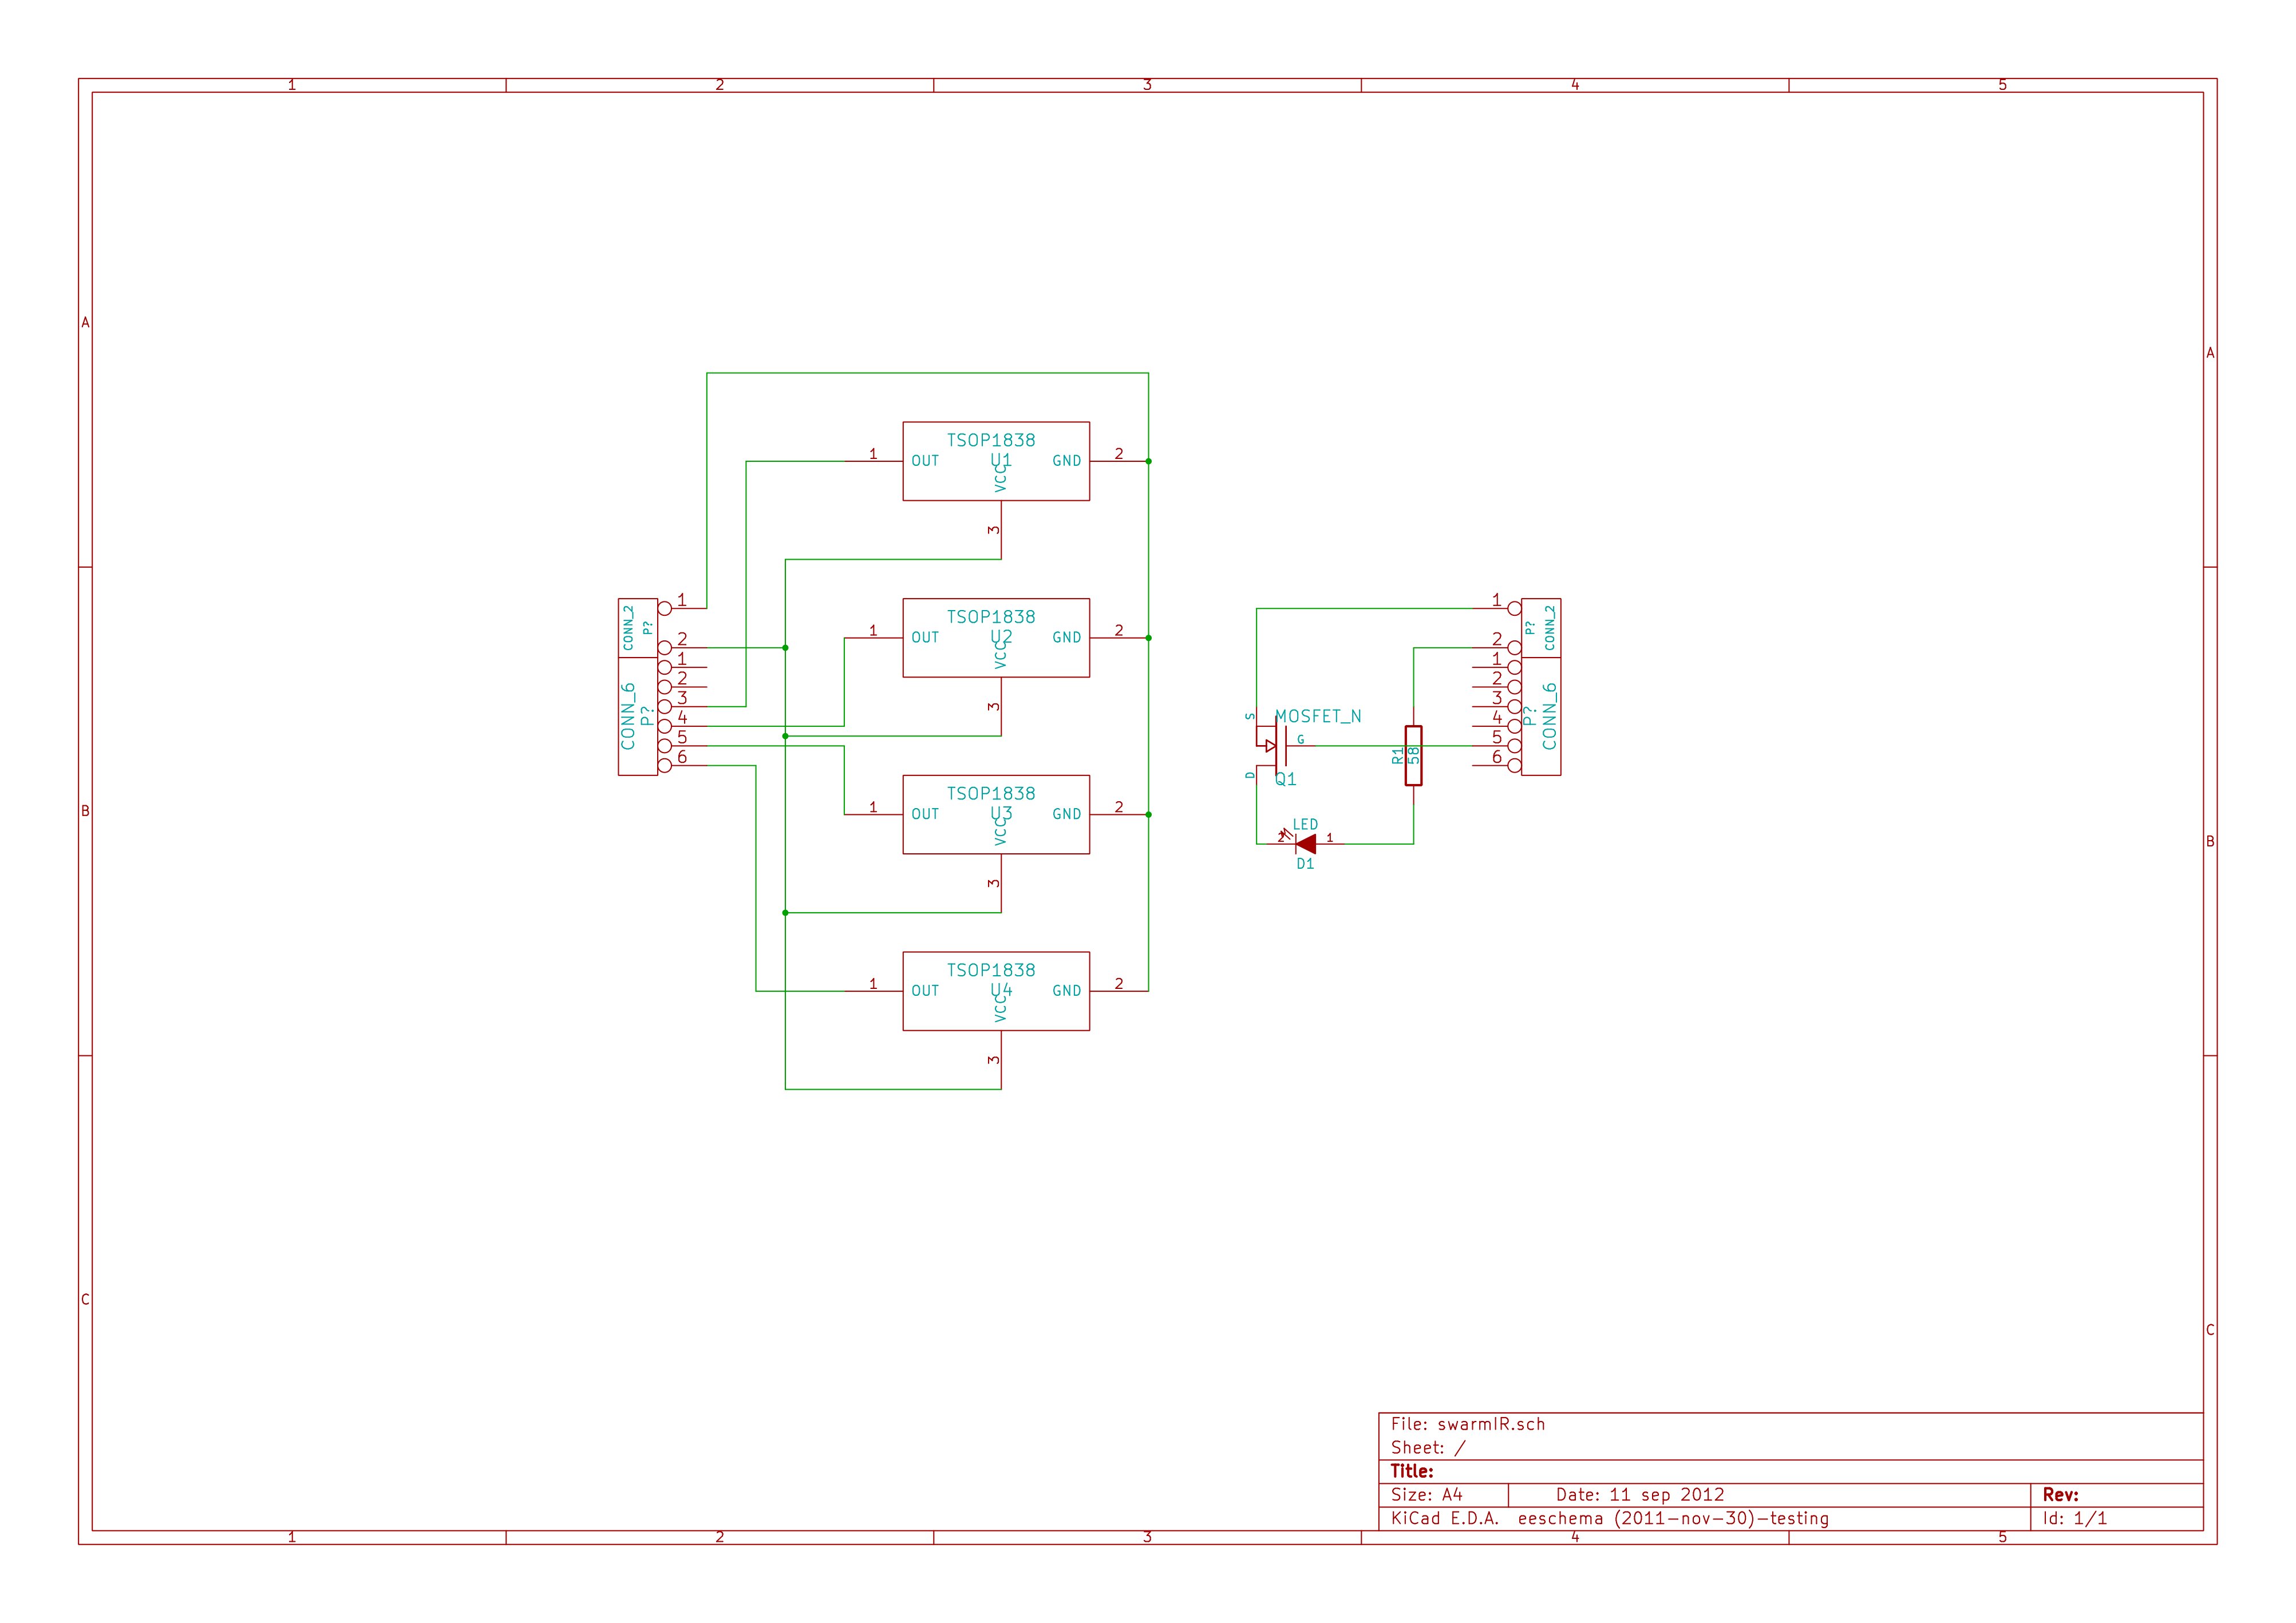 1 2 3 4 5
A
A
TSOP1838
1 OUT U1 GND 2
VCC
3
CONN_2
P?
1
2
CONN_6
P?
1
2
3
4
5
6
TSOP1838
1 OUT U2 GND 2
VCC
3
TSOP1838
1 OUT U3 GND 2
VCC
3
TSOP1838
1 OUT U4 GND 2
VCC
3
S MOSFET_N
G
D Q1
R1
58
LED
2 1
D1
1
2
P?
CONN_2
1
2
3
4
5
6
P?
CONN_6
B
B
C
C
File: swarmIR.sch
Sheet: /
Title:
Size: A4 Date: 11 sep 2012 Rev:
KiCad E.D.A. eeschema (2011-nov-30)-testing Id: 1/1
1 2 3 4 5